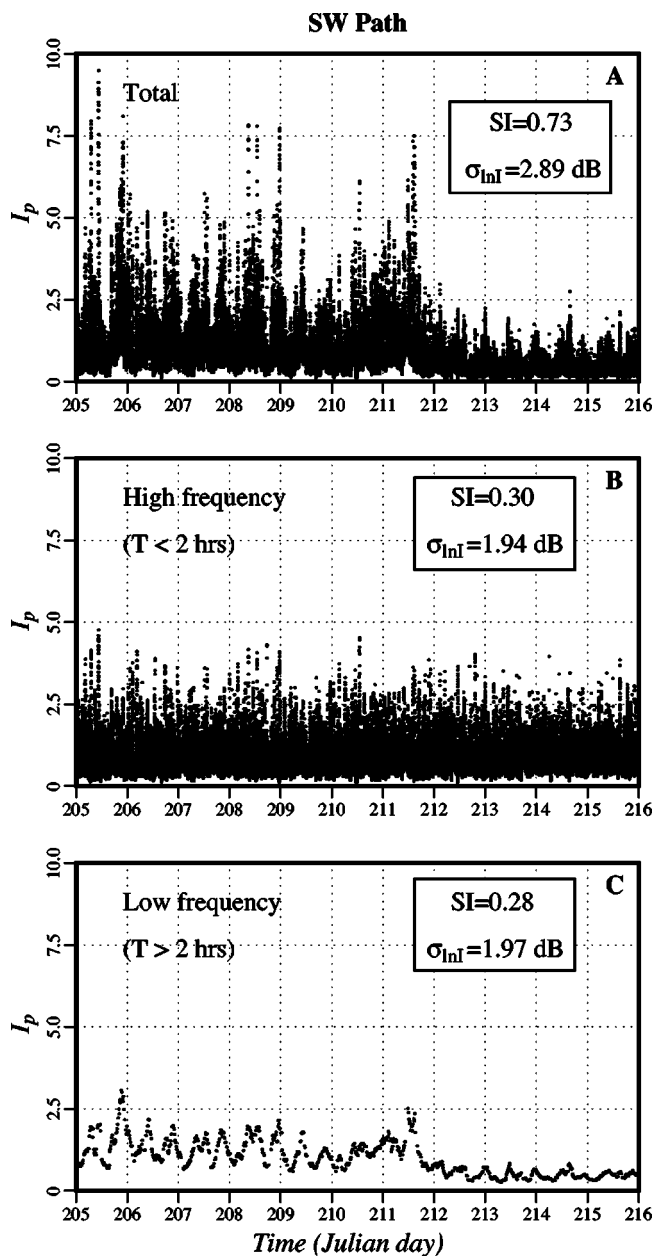 SW Path
A
Total
SI=0.73
σlnI=2.89 dB
Ip
10.0
7.5
5.0
2.5
0
205 206 207 208 209 210 211 212 213 214 215 216
B
High frequency
(T < 2 hrs)
SI=0.30
σlnI=1.94 dB
Ip
10.0
7.5
5.0
2.5
0
205 206 207 208 209 210 211 212 213 214 215 216
C
Low frequency
(T > 2 hrs)
SI=0.28
σlnI=1.97 dB
Ip
10.0
7.5
5.0
2.5
0
205 206 207 208 209 210 211 212 213 214 215 216
Time (Julian day)